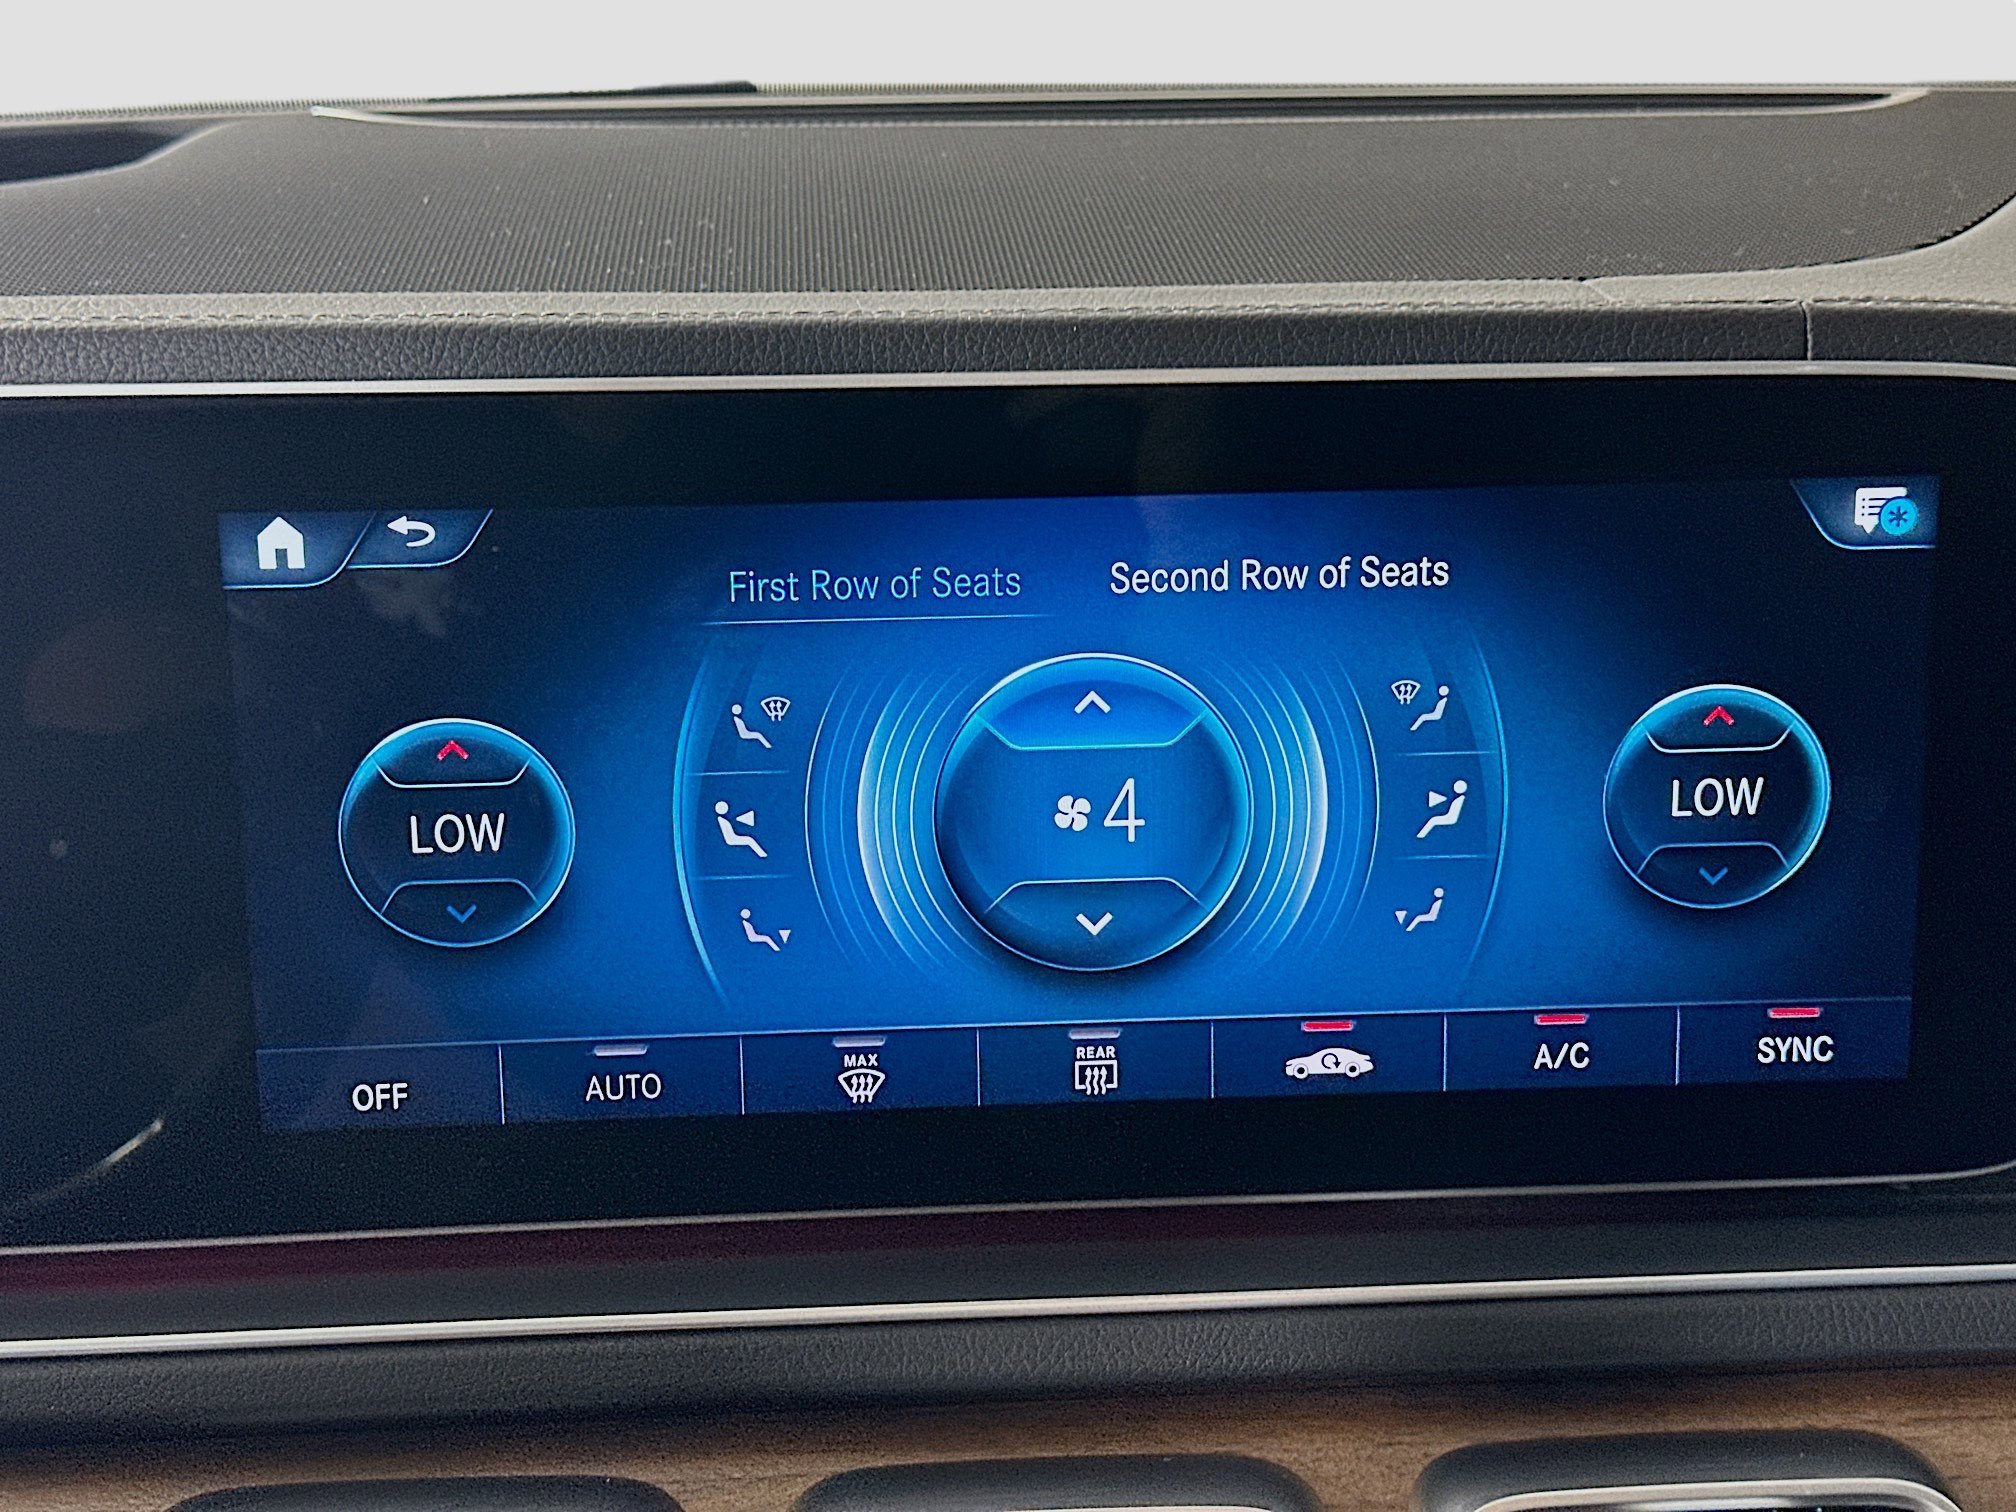 First Row of Seats
Second Row of Seats
LOW
4
LOW
OFF
AUTO
MAX
REAR
A/C
SYNC